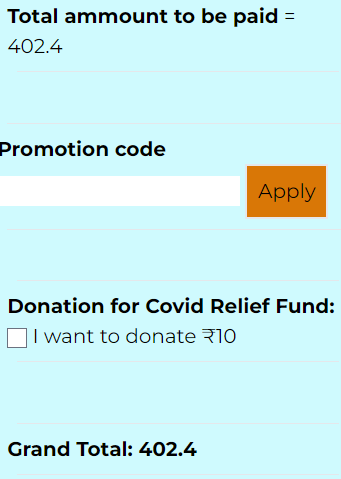 Total ammount to be paid =
402.4
Promotion code
Apply
Donation for Covid Relief Fund:
I want to donate ₹10
Grand Total: 402.4